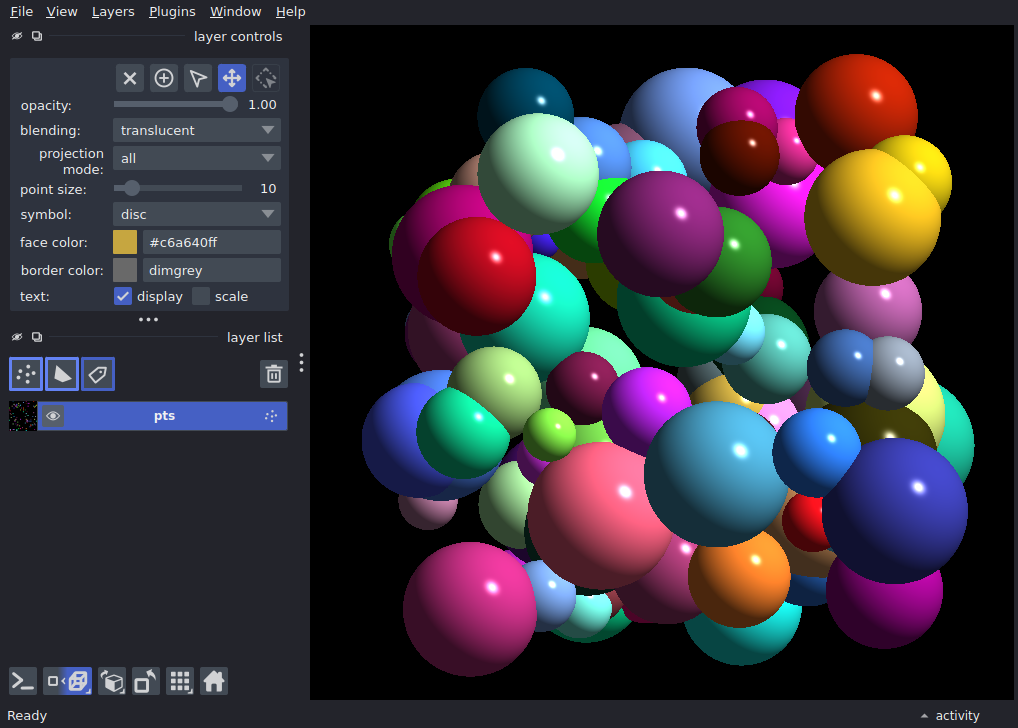 File View Layers Plugins Window Help
layer controls
opacity: 1.00
blending: translucent
projection mode: all
point size: 10
symbol: disc
face color: #c6a640ff
border color: dimgrey
text: display scale
layer list
pts
Ready activity